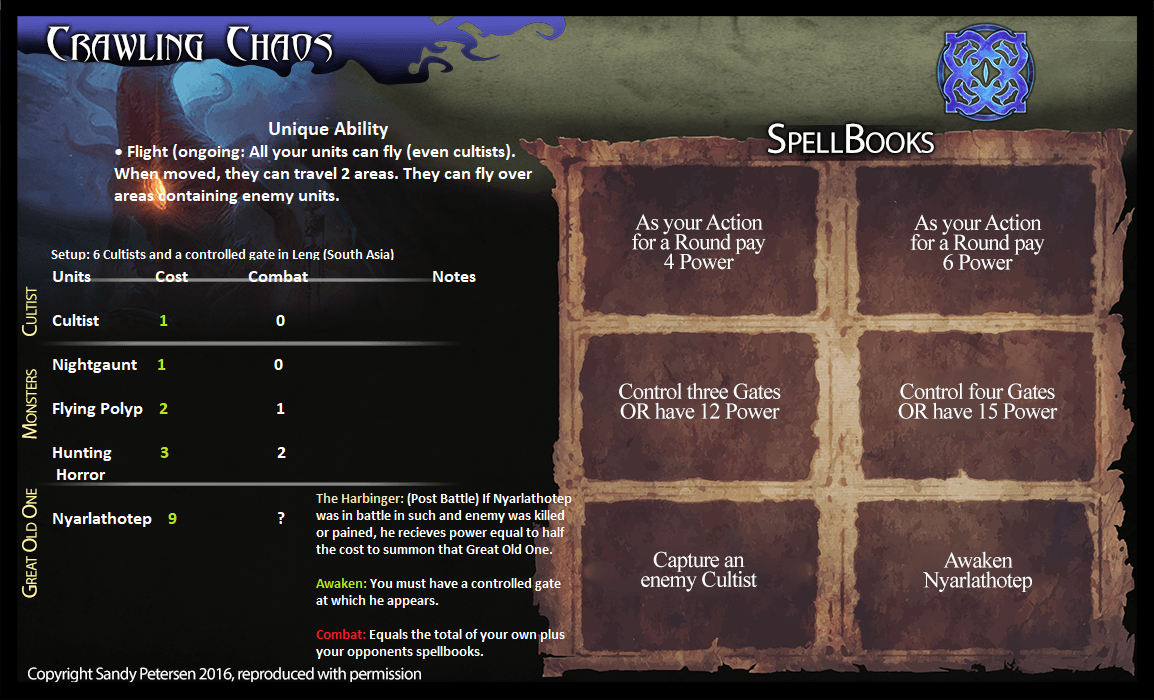 Crawling Chaos
Unique Ability
• Flight (ongoing: All your units can fly (even cultists).
When moved, they can travel 2 areas. They can fly over
areas containing enemy units.
Setup: 6 Cultists and a controlled gate in Leng (South Asia)
Units Cost Combat Notes
Cultist
Cultist 1 0
Monsters
Nightgaunt 1 0
Flying Polyp 2 1
Hunting 3 2
Horror
Great Old One
Nyarlathotep 9 ?
The Harbinger: (Post Battle) If Nyarlathotep
was in battle in such and enemy was killed
or pained, he recieves power equal to half
the cost to summon that Great Old One.
Awaken: You must have a controlled gate
at which he appears.
Combat: Equals the total of your own plus
your opponents spellbooks.
Copyright Sandy Petersen 2016, reproduced with permission
SpellBooks
As your Action
for a Round pay
4 Power
As your Action
for a Round pay
6 Power
Control three Gates
OR have 12 Power
Control four Gates
OR have 15 Power
Capture an
enemy Cultist
Awaken
Nyarlathotep